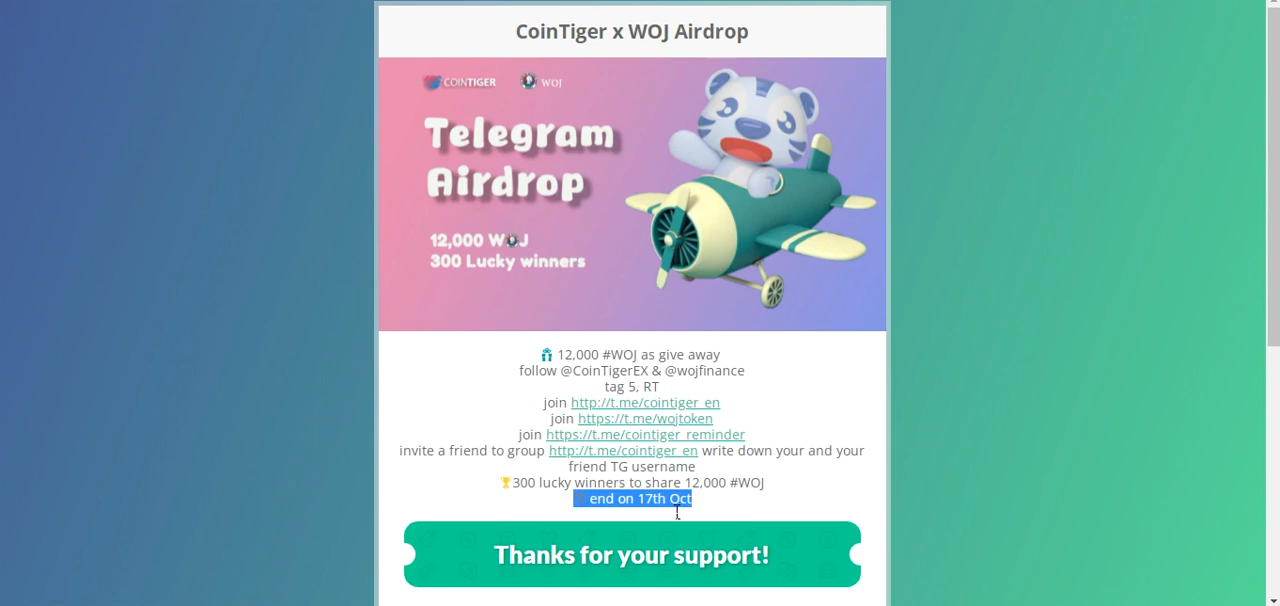 CoinTiger x WOJ Airdrop
COINTIGER WOJ
Telegram
Airdrop
12,000 WOJ
300 Lucky winners
12,000 #WOJ as give away
follow @CoinTigerEX & @wojfinance
tag 5, RT
join http://t.me/cointiger_en
join https://t.me/wojtoken
join https://t.me/cointiger_reminder
invite a friend to group http://t.me/cointiger_en write down your and your
friend TG username
🏆300 lucky winners to share 12,000 #WOJ
end on 17th Oct
Thanks for your support!